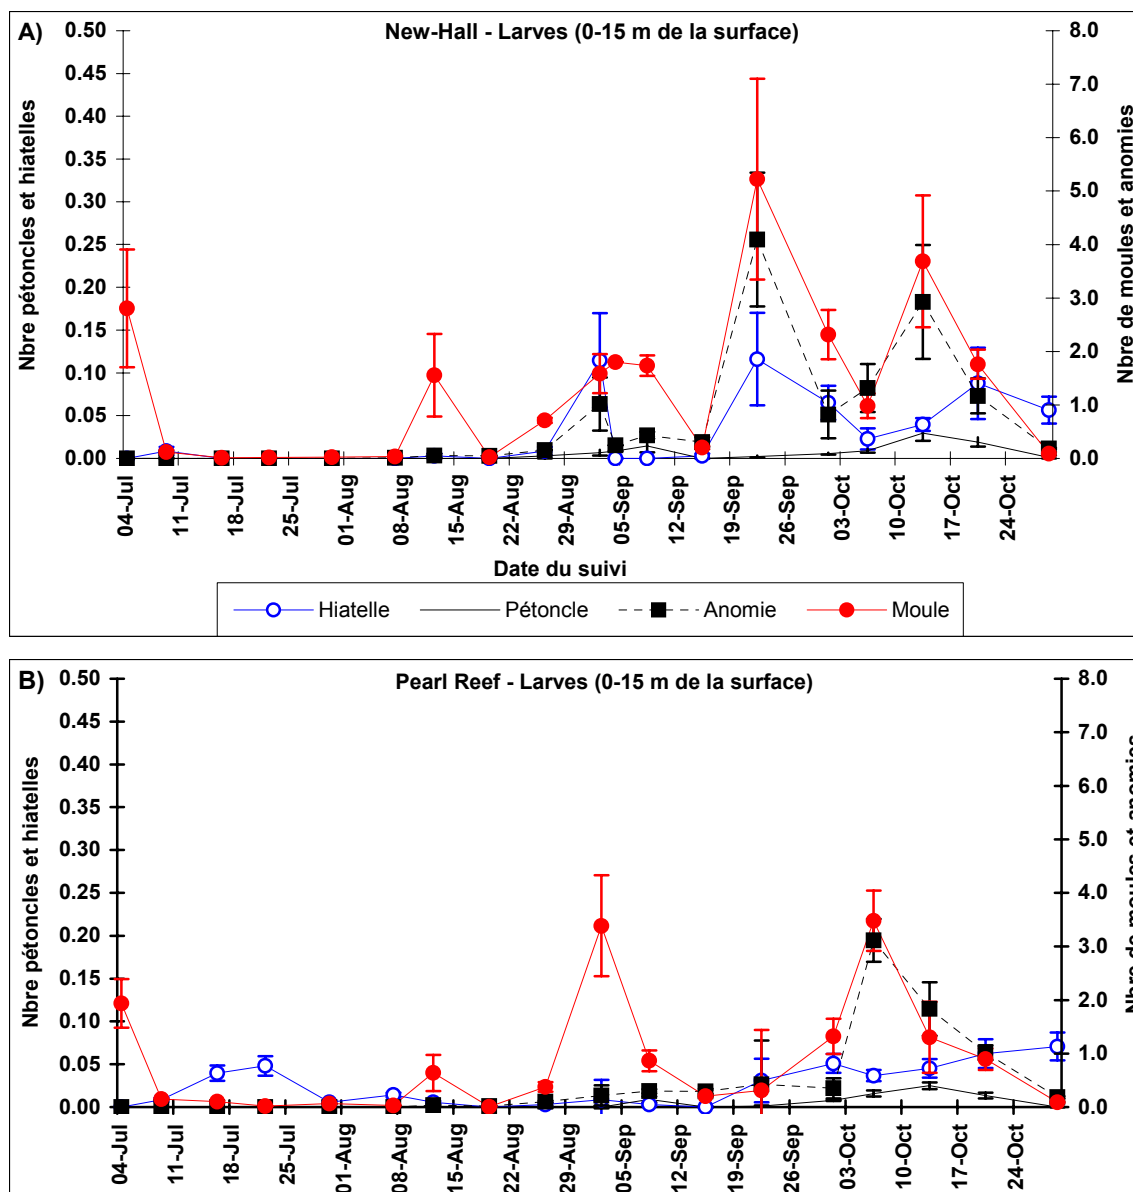 A)
New-Hall - Larves (0-15 m de la surface)
Nbre pétoncles et hiatelles
0.50
0.45
0.40
0.35
0.30
0.25
0.20
0.15
0.10
0.05
0.00
8.0
7.0
6.0
5.0
4.0
3.0
2.0
1.0
0.0
Nbre de moules et anomies
04-Jul
11-Jul
18-Jul
25-Jul
01-Aug
08-Aug
15-Aug
22-Aug
29-Aug
05-Sep
12-Sep
19-Sep
26-Sep
03-Oct
10-Oct
17-Oct
24-Oct
Date du suivi
Hiatelle Pétoncle Anomie Moule
B)
Pearl Reef - Larves (0-15 m de la surface)
Nbre pétoncles et hiatelles
0.50
0.45
0.40
0.35
0.30
0.25
0.20
0.15
0.10
0.05
0.00
8.0
7.0
6.0
5.0
4.0
3.0
2.0
1.0
0.0
Nbre de moules et anomies
04-Jul
11-Jul
18-Jul
25-Jul
01-Aug
08-Aug
15-Aug
22-Aug
29-Aug
05-Sep
12-Sep
19-Sep
26-Sep
03-Oct
10-Oct
17-Oct
24-Oct